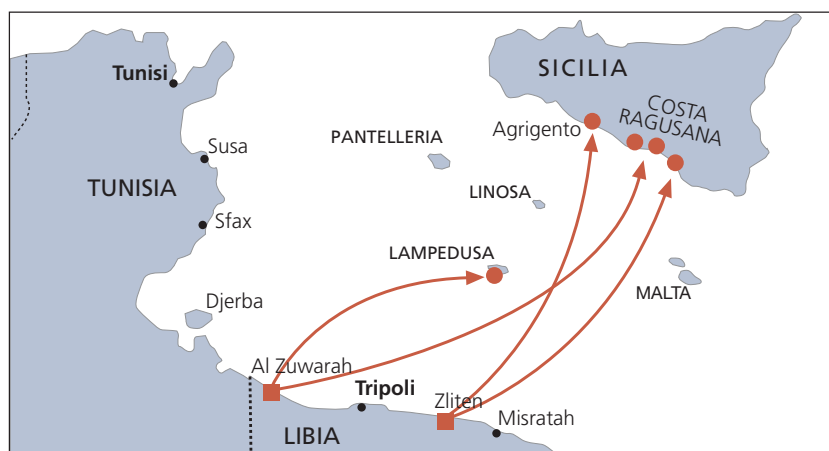 SICILIA
Tunisi
COSTA
RAGUSANA
Agrigento
PANTELLERIA
Susa
TUNISIA
LINOSA
Sfax
LAMPEDUSA
MALTA
Djerba
Al Zuwarah
Tripoli
Zliten
Misratah
LIBIA